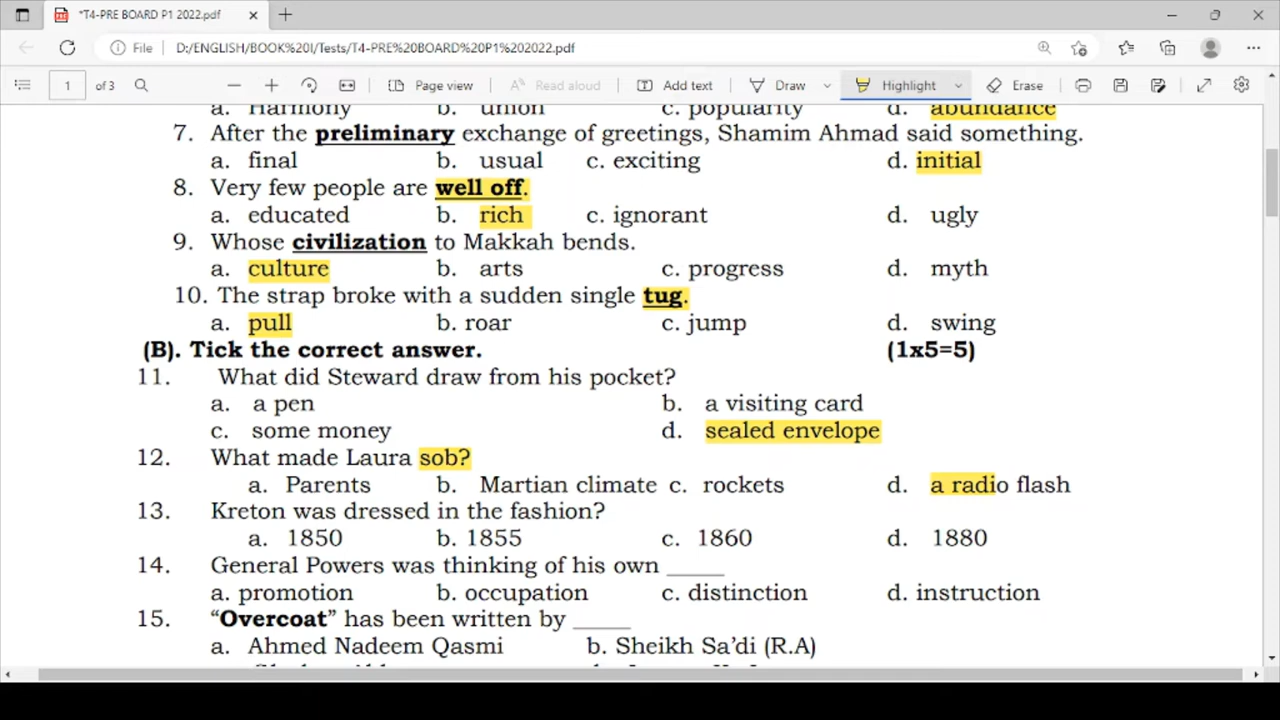 *T4-PRE BOARD P1 2022.pdf
File D:/ENGLISH/BOOK%20I/Tests/T4-PRE%20BOARD%20P1%202022.pdf
1 of 3 Page view Read aloud Add text Draw Highlight Erase
a. Harmony b. union c. popularity d. abundance
7. After the preliminary exchange of greetings, Shamim Ahmad said something.
a. final b. usual c. exciting d. initial
8. Very few people are well off.
a. educated b. rich c. ignorant d. ugly
9. Whose civilization to Makkah bends.
a. culture b. arts c. progress d. myth
10. The strap broke with a sudden single tug.
a. pull b. roar c. jump d. swing
(B). Tick the correct answer. (1x5=5)
11. What did Steward draw from his pocket?
a. a pen b. a visiting card
c. some money d. sealed envelope
12. What made Laura sob?
a. Parents b. Martian climate c. rockets d. a radio flash
13. Kreton was dressed in the fashion?
a. 1850 b. 1855 c. 1860 d. 1880
14. General Powers was thinking of his own _____
a. promotion b. occupation c. distinction d. instruction
15. “Overcoat” has been written by _____
a. Ahmed Nadeem Qasmi b. Sheikh Sa’di (R.A)